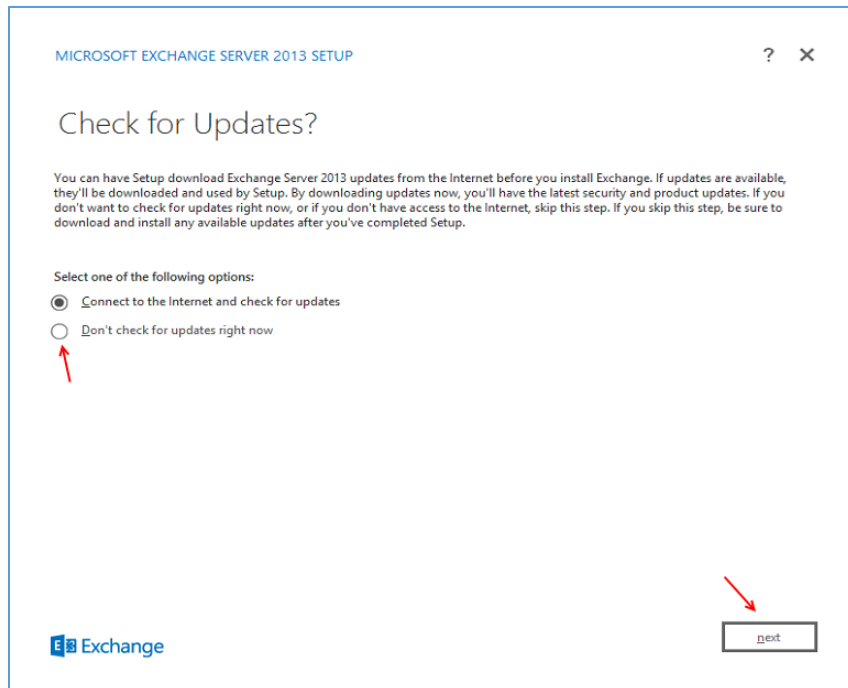 MICROSOFT EXCHANGE SERVER 2013 SETUP
? ✕
Check for Updates?
You can have Setup download Exchange Server 2013 updates from the Internet before you install Exchange. If updates are available,
they'll be downloaded and used by Setup. By downloading updates now, you'll have the latest security and product updates. If you
don't want to check for updates right now, or if you don't have access to the Internet, skip this step. If you skip this step, be sure to
download and install any available updates after you've completed Setup.
Select one of the following options:
Connect to the Internet and check for updates
Don't check for updates right now
E Exchange
next